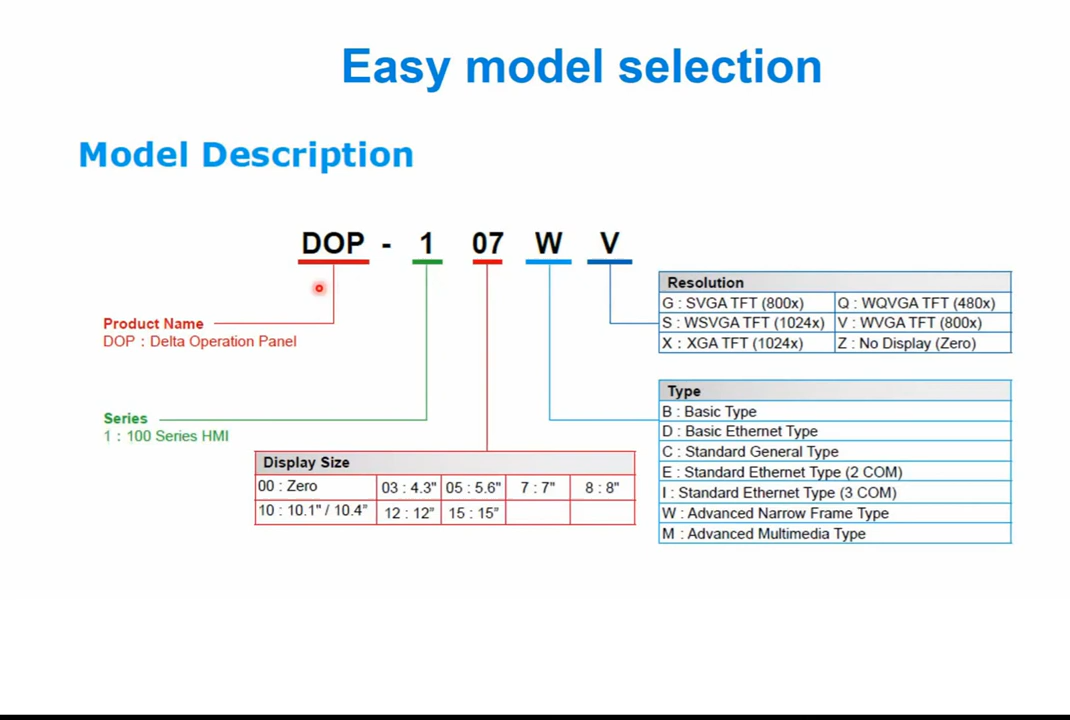 Easy model selection
Model Description
DOP - 1 07 W V
Product Name
DOP : Delta Operation Panel
Series
1 : 100 Series HMI
Display Size
00 : Zero 03 : 4.3" 05 : 5.6" 7 : 7" 8 : 8"
10 : 10.1" / 10.4” 12 : 12” 15 : 15”
Resolution
G : SVGA TFT (800x) Q : WQVGA TFT (480x)
S : WSVGA TFT (1024x) V : WVGA TFT (800x)
X : XGA TFT (1024x) Z : No Display (Zero)
Type
B : Basic Type
D : Basic Ethernet Type
C : Standard General Type
E : Standard Ethernet Type (2 COM)
I : Standard Ethernet Type (3 COM)
W : Advanced Narrow Frame Type
M : Advanced Multimedia Type